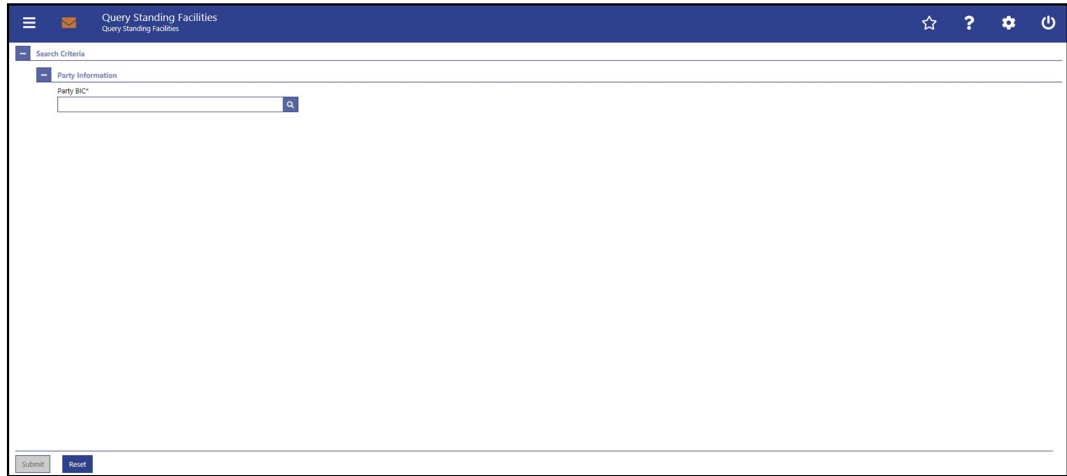 Query Standing Facilities
Query Standing Facilities
Search Criteria
Party Information
Party BIC*
Submit
Reset